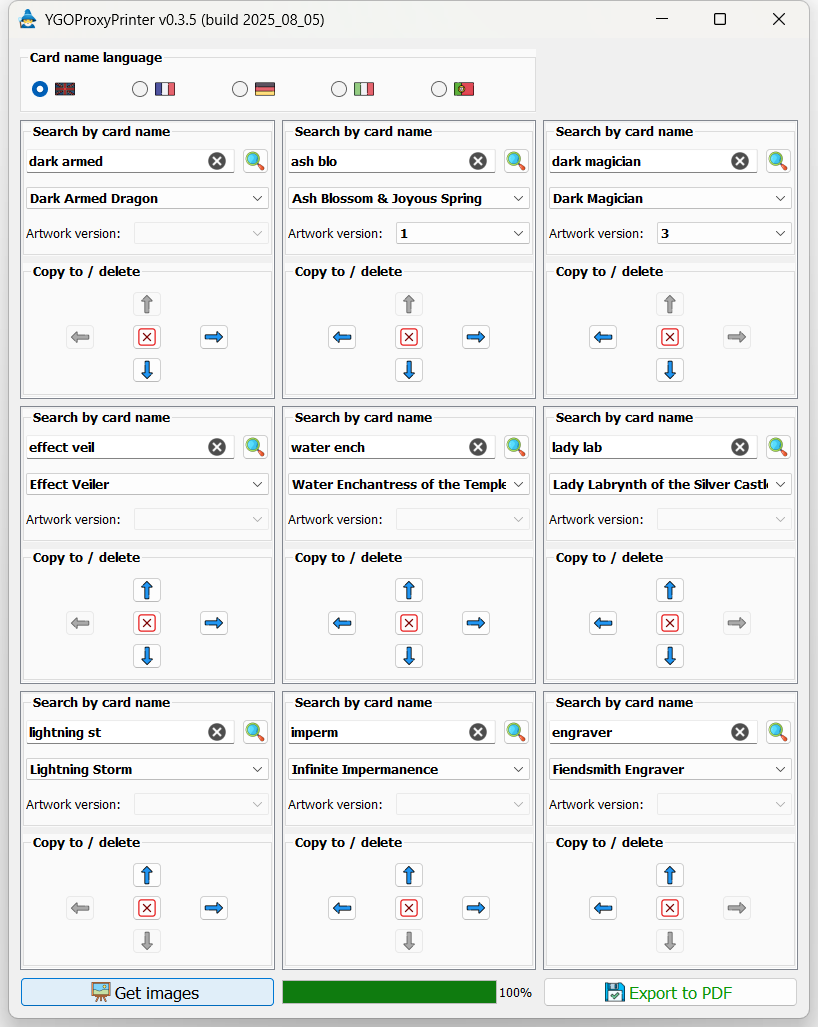 YGOProxyPrinter v0.3.5 (build 2025_08_05)
Card name language
Search by card name
dark armed
Dark Armed Dragon
Artwork version:
Copy to / delete
Search by card name
ash blo
Ash Blossom & Joyous Spring
Artwork version: 1
Copy to / delete
Search by card name
dark magician
Dark Magician
Artwork version: 3
Copy to / delete
Search by card name
effect veil
Effect Veiler
Artwork version:
Copy to / delete
Search by card name
water ench
Water Enchantress of the Temple
Artwork version:
Copy to / delete
Search by card name
lady lab
Lady Labrynth of the Silver Castle
Artwork version:
Copy to / delete
Search by card name
lightning st
Lightning Storm
Artwork version:
Copy to / delete
Search by card name
imperm
Infinite Impermanence
Artwork version:
Copy to / delete
Search by card name
engraver
Fiendsmith Engraver
Artwork version:
Copy to / delete
Get images
100%
Export to PDF